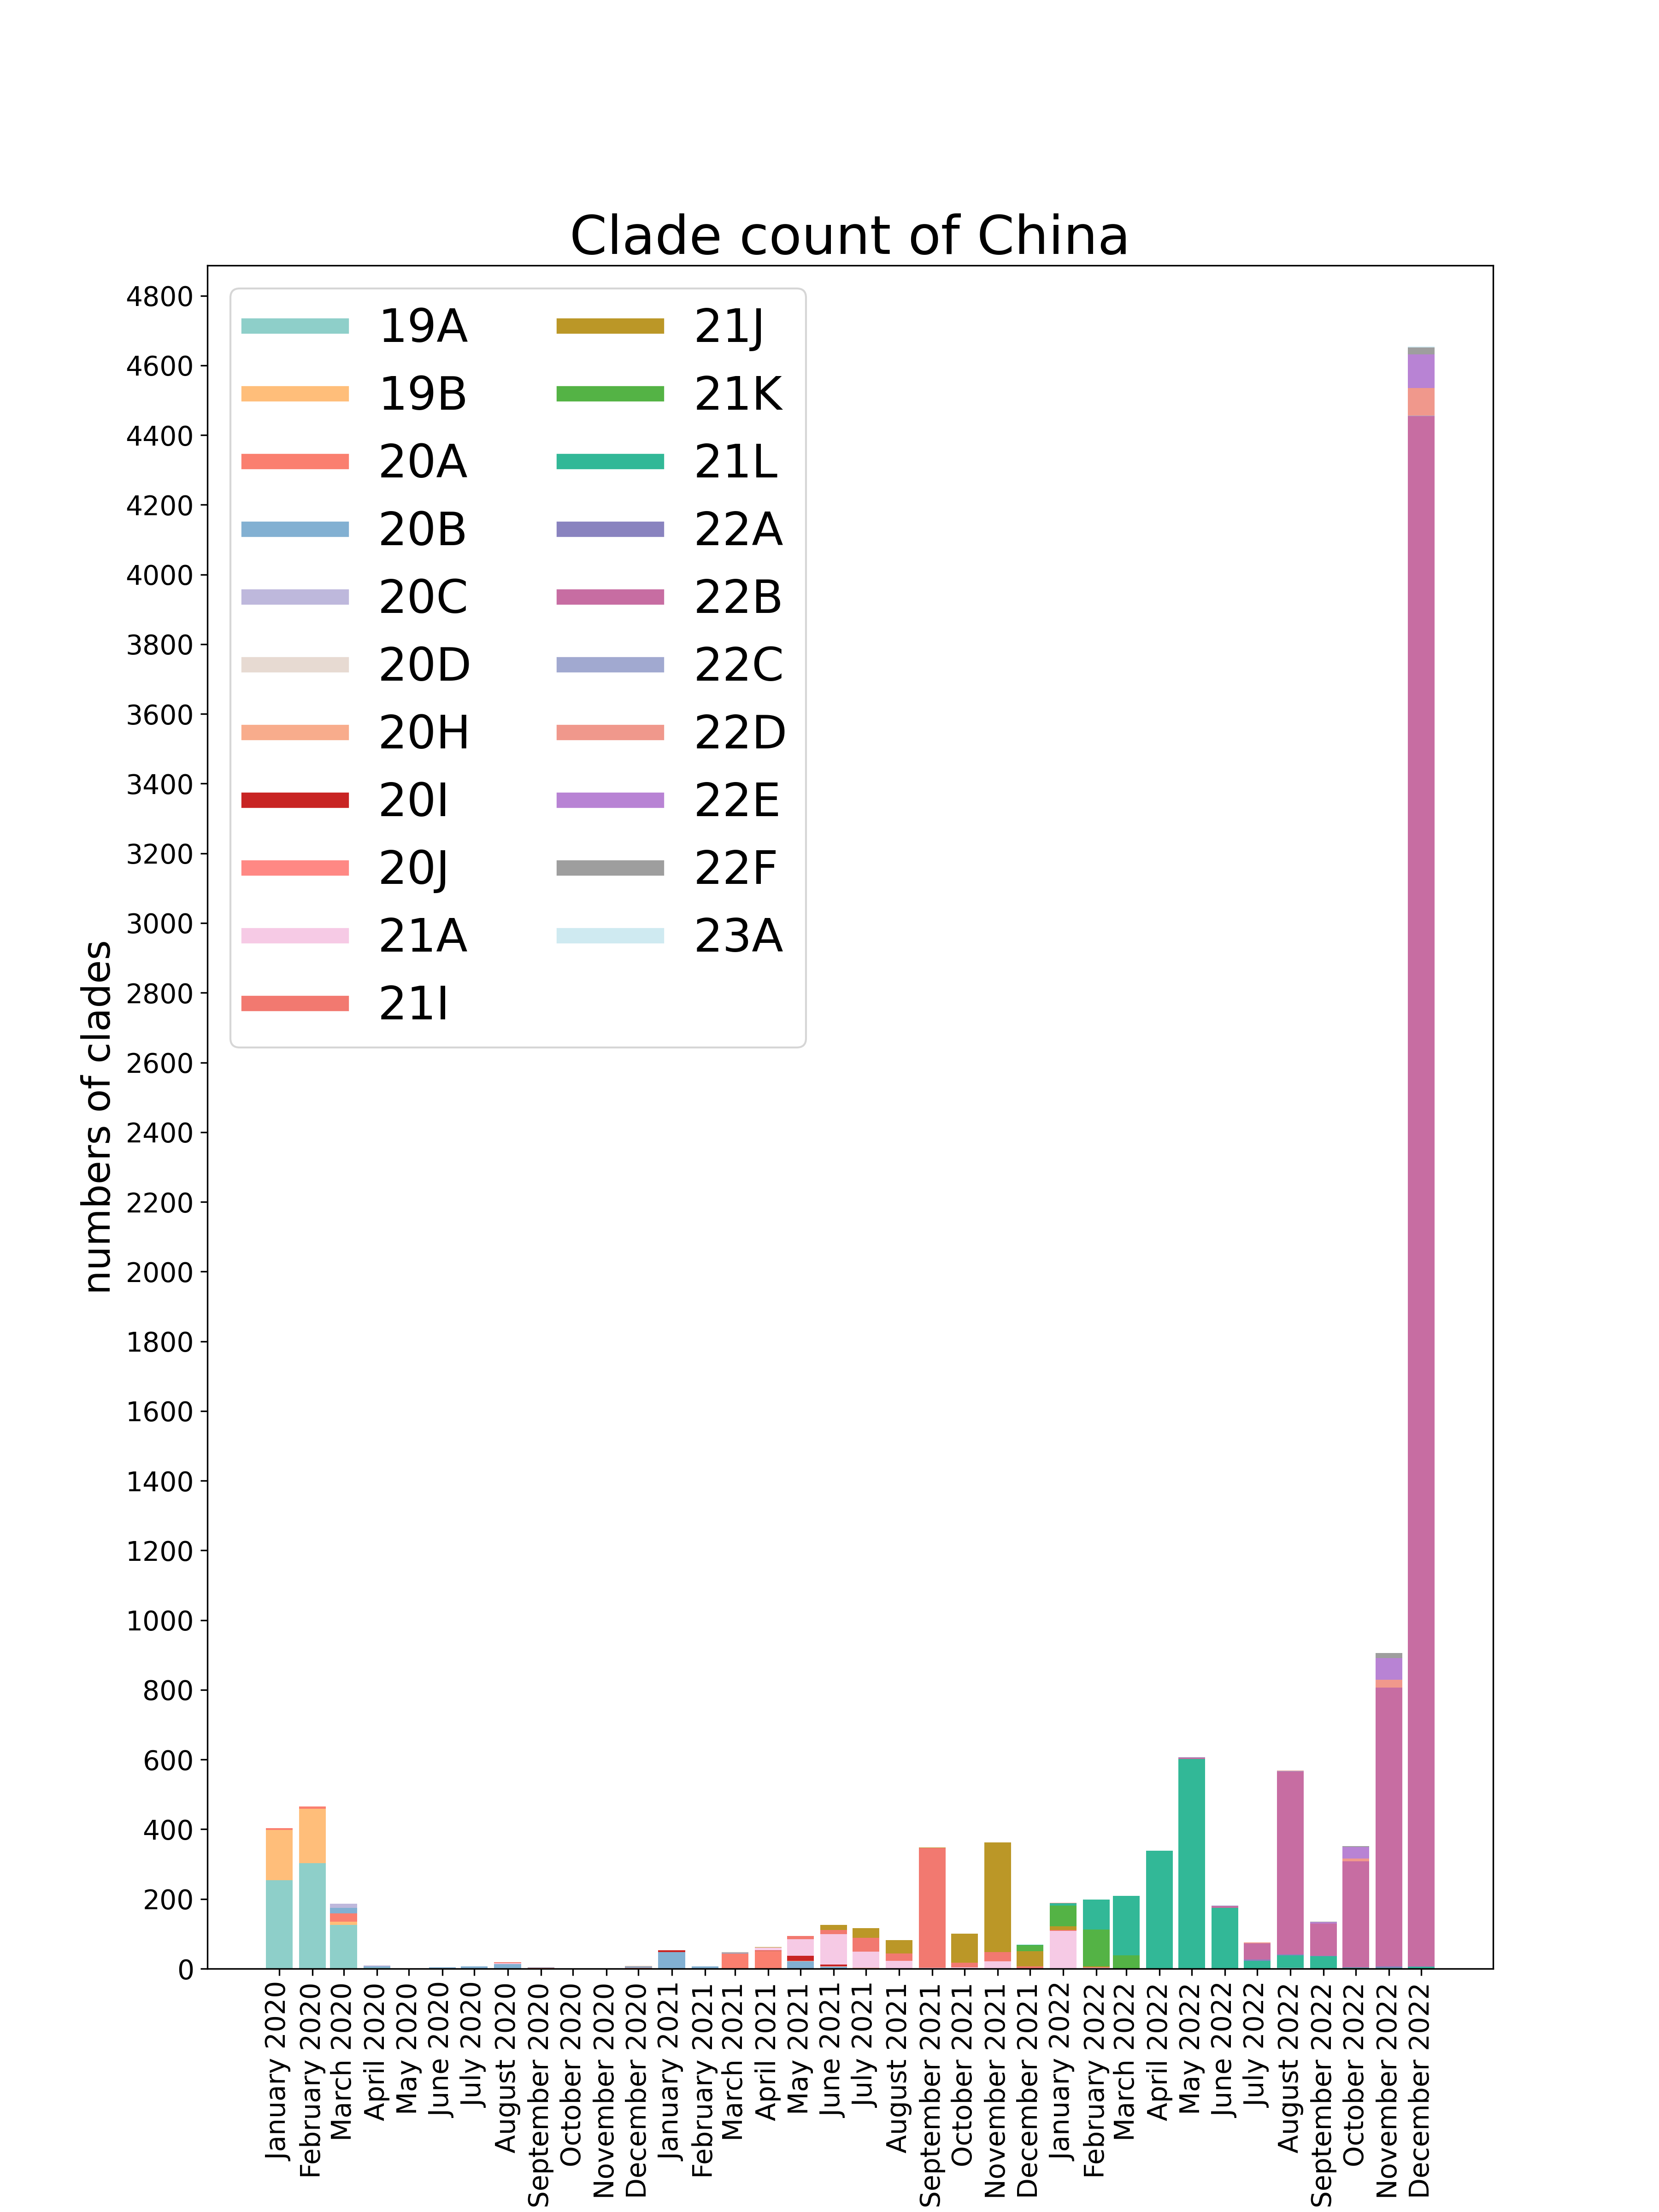 Clade count of China
numbers of clades
4800
4600
4400
4200
4000
3800
3600
3400
3200
3000
2800
2600
2400
2200
2000
1800
1600
1400
1200
1000
800
600
400
200
0
19A
19B
20A
20B
20C
20D
20H
20I
20J
21A
21I
21J
21K
21L
22A
22B
22C
22D
22E
22F
23A
January 2020
February 2020
March 2020
April 2020
May 2020
June 2020
July 2020
August 2020
September 2020
October 2020
November 2020
December 2020
January 2021
February 2021
March 2021
April 2021
May 2021
June 2021
July 2021
August 2021
September 2021
October 2021
November 2021
December 2021
January 2022
February 2022
March 2022
April 2022
May 2022
June 2022
July 2022
August 2022
September 2022
October 2022
November 2022
December 2022